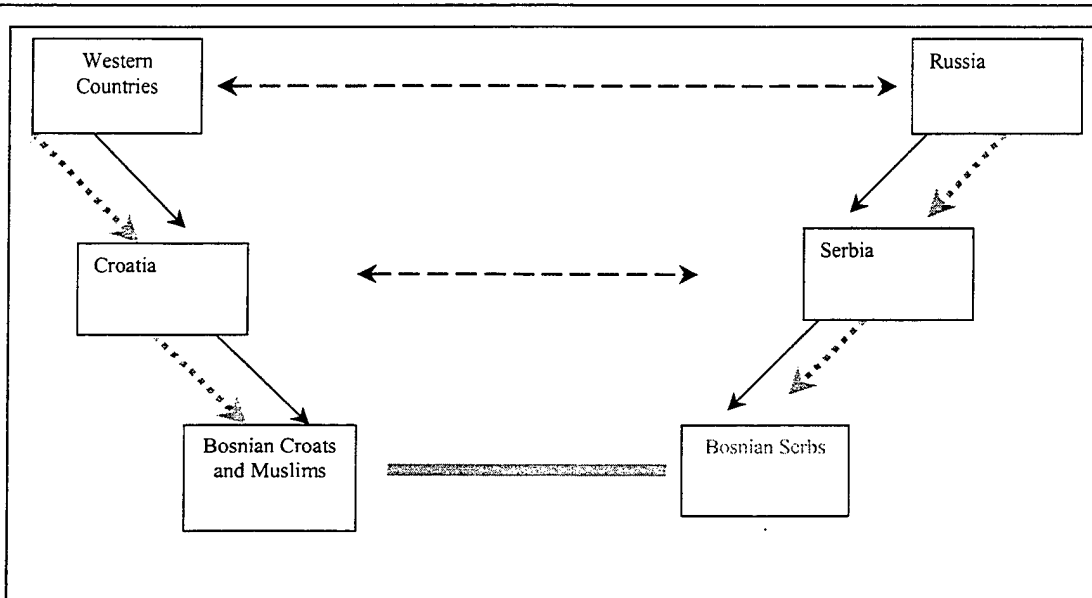 Western
Countries
Russia
Croatia
Serbia
Bosnian Croats
and Muslims
Bosnian Serbs